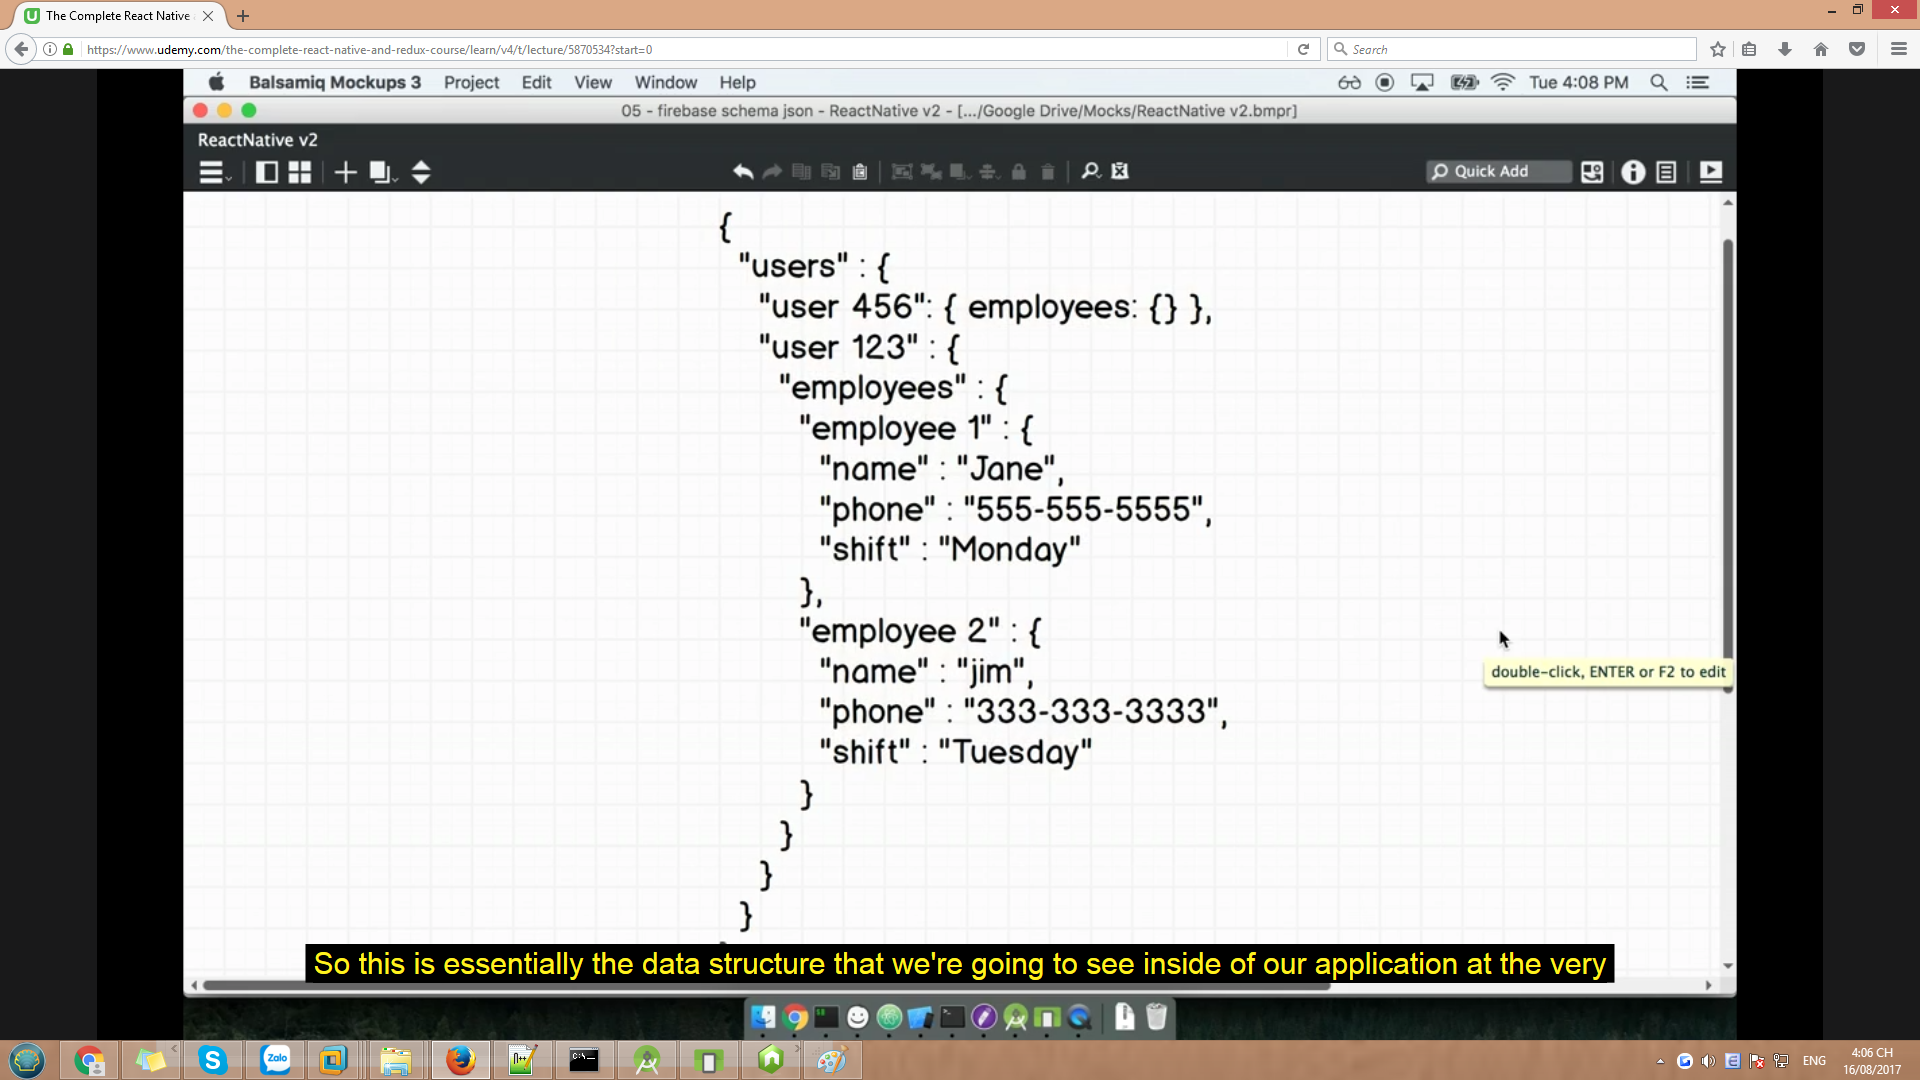 The Complete React Native
https://www.udemy.com/the-complete-react-native-and-redux-course/learn/v4/t/lecture/5870534?start=0
Search
Balsamiq Mockups 3 Project Edit View Window Help
Tue 4:08 PM
05 - firebase schema json - ReactNative v2 - [.../Google Drive/Mocks/ReactNative v2.bmpr]
ReactNative v2
Quick Add
{
"users" : {
"user 456": { employees: {} },
"user 123" : {
"employees" : {
"employee 1" : {
"name" : "Jane",
"phone" : "555-555-5555",
"shift" : "Monday"
},
"employee 2" : {
"name" : "jim",
"phone" : "333-333-3333",
"shift" : "Tuesday"
}
}
}
}
double-click, ENTER or F2 to edit
So this is essentially the data structure that we're going to see inside of our application at the very
Zalo
ENG
4:06 CH
16/08/2017